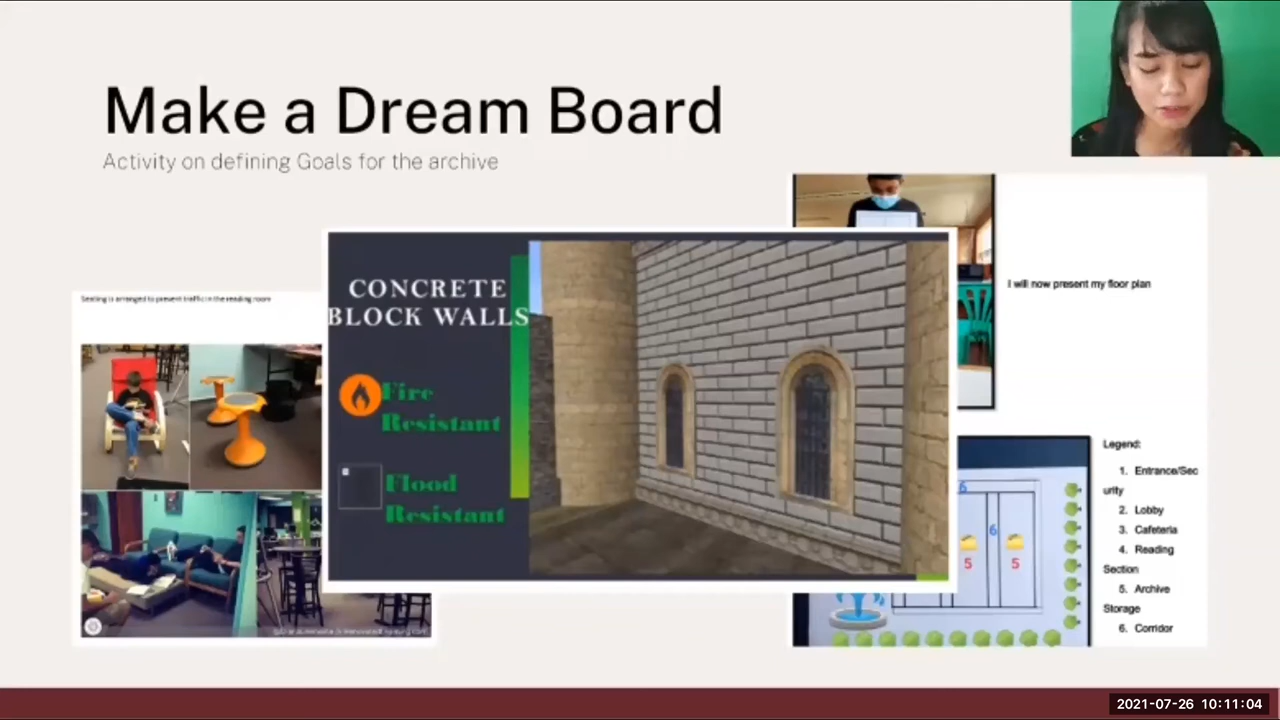 Make a Dream Board
Activity on defining Goals for the archive
Seating is arranged to prevent traffic in the reading room
CONCRETE
BLOCK WALLS
Fire
Resistant
Flood
Resistant
I will now present my floor plan
6
6
5
5
Legend:
1. Entrance/Sec
urity
2. Lobby
3. Cafeteria
4. Reading
Section
5. Archive
Storage
6. Corridor
2021-07-26 10:11:04